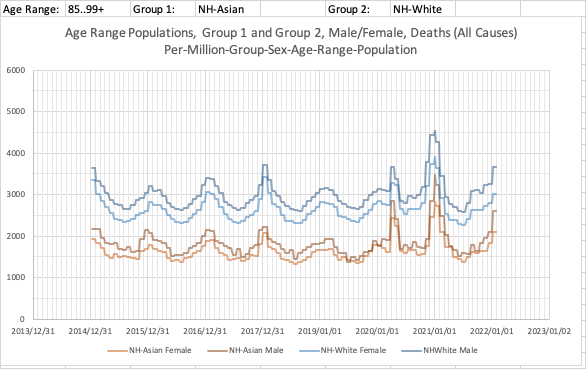 Age Range: 85..99+ Group 1: NH-Asian Group 2: NH-White
Age Range Populations, Group 1 and Group 2, Male/Female, Deaths (All Causes)
Per-Million-Group-Sex-Age-Range-Population
6000
5000
4000
3000
2000
1000
0
2013/12/31 2014/12/31 2015/12/31 2016/12/31 2017/12/31 2019/01/01 2020/01/01 2021/01/01 2022/01/01 2023/01/01
NH-Asian Female NH-Asian Male NH-White Female NHWhite Male